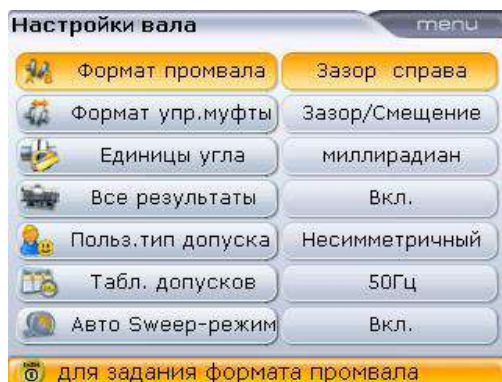 Настройки вала menu
Формат промвала Зазор справа
Формат упр.муфты Зазор/Смещение
Единицы угла миллирадиан
Все результаты Вкл.
Польз.тип допуска Несимметричный
Табл. допусков 50Гц
Авто Sweep-режим Вкл.
для задания формата промвала